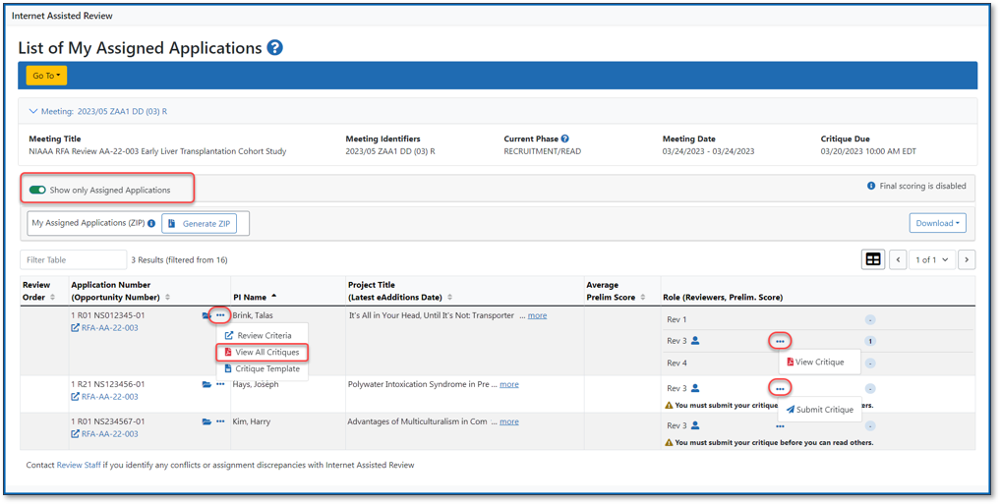 Internet Assisted Review
List of My Assigned Applications ?
Go To
Meeting: 2023/05 ZAA1 DD (03) R
Meeting Title Meeting Identifiers Current Phase ? Meeting Date Critique Due
NIAAA RFA Review AA-22-003 Early Liver Transplantation Cohort Study 2023/05 ZAA1 DD (03) R RECRUITMENT/READ 03/24/2023 - 03/24/2023 03/20/2023 10:00 AM EDT
Show only Assigned Applications Final scoring is disabled
My Assigned Applications (ZIP) Generate ZIP Download
Filter Table 3 Results (filtered from 16) 1 of 1
Review Order Application Number (Opportunity Number) PI Name Project Title (Latest eAdditions Date) Average Prelim Score Role (Reviewers, Prelim. Score)
1 R01 NS012345-01 ... Brink, Talas It's All in Your Head, Until It's Not: Transporter ... more Rev 1 -
RFA-AA-22-003
Review Criteria Rev 3 ... 1
View All Critiques View Critique
Critique Template Rev 4 -
1 R21 NS123456-01 ... Hays, Joseph Polywater Intoxication Syndrome in Pre ... more Rev 3 ... -
RFA-AA-22-003 You must submit your critique others.
Submit Critique
1 R01 NS234567-01 ... Kim, Harry Advantages of Multiculturalism in Com ... more Rev 3 ... -
RFA-AA-22-003 You must submit your critique before you can read others.
Contact Review Staff if you identify any conflicts or assignment discrepancies with Internet Assisted Review